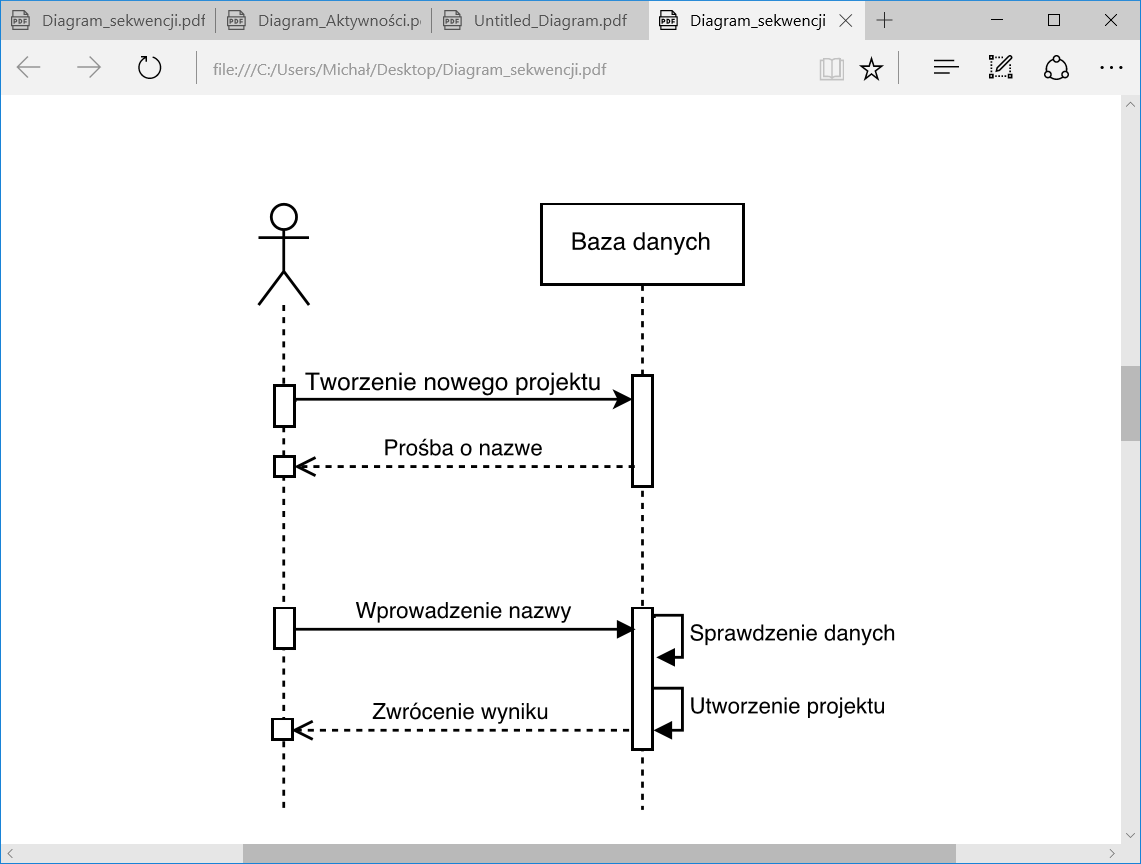 Diagram_sekwencji.pdf
Diagram_Aktywności.p
Untitled_Diagram.pdf
Diagram_sekwencji
file:///C:/Users/Michał/Desktop/Diagram_sekwencji.pdf
Baza danych
Tworzenie nowego projektu
Prośba o nazwe
Wprowadzenie nazwy
Sprawdzenie danych
Utworzenie projektu
Zwrócenie wyniku